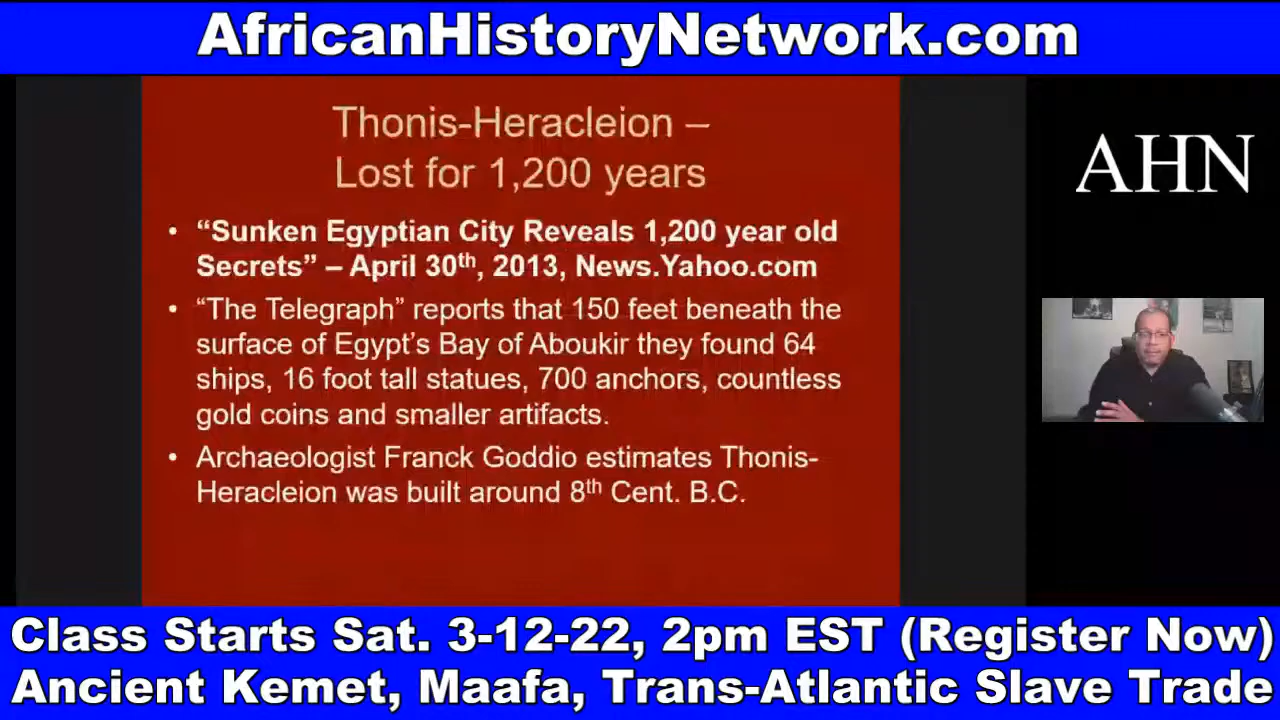 AfricanHistoryNetwork.com
Thonis-Heracleion –
Lost for 1,200 years
AHN
• “Sunken Egyptian City Reveals 1,200 year old
Secrets” – April 30th, 2013, News.Yahoo.com
• “The Telegraph” reports that 150 feet beneath the
surface of Egypt’s Bay of Aboukir they found 64
ships, 16 foot tall statues, 700 anchors, countless
gold coins and smaller artifacts.
• Archaeologist Franck Goddio estimates Thonis-
Heracleion was built around 8th Cent. B.C.
Class Starts Sat. 3-12-22, 2pm EST (Register Now)
Ancient Kemet, Maafa, Trans-Atlantic Slave Trade